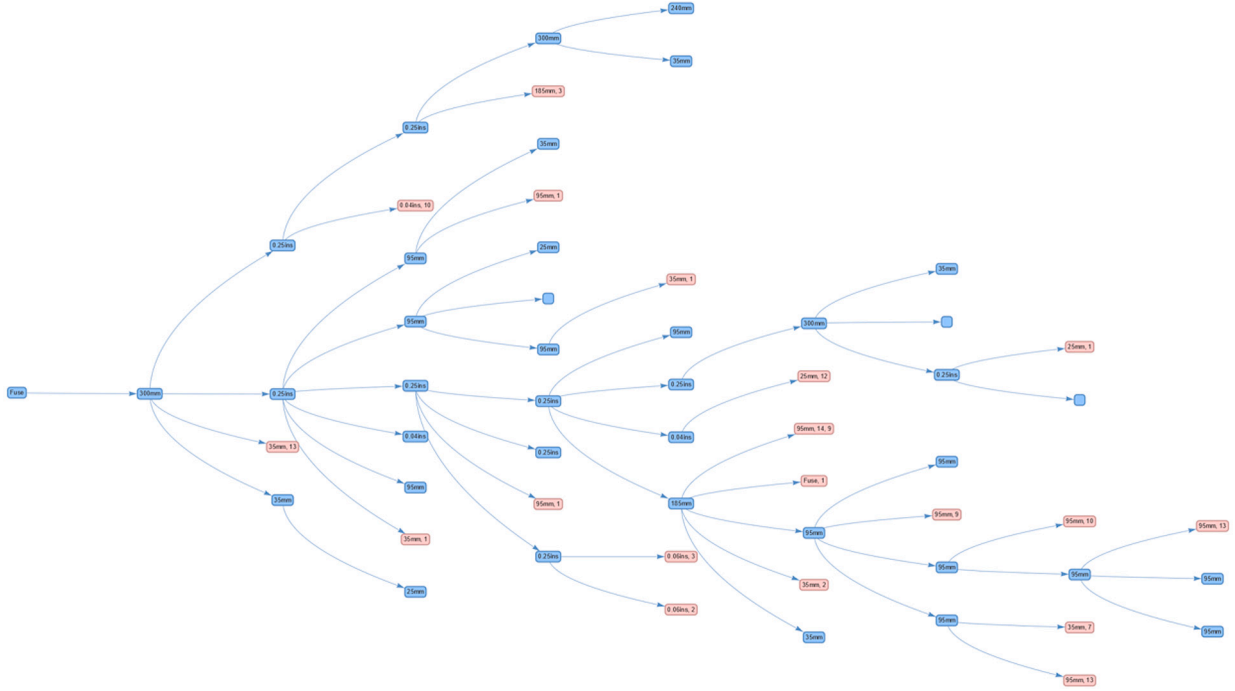 240mm
300mm
35mm
185mm, 3
0.25ins
35mm
95mm, 1
0.04ins, 10
0.25ins
25mm
95mm
35mm
35mm, 1
95mm
300mm
95mm
95mm
25mm, 1
0.25ins
25mm, 12
0.25ins
0.25ins
Fuse
300mm
0.25ins
0.25ins
95mm, 14, 9
0.04ins
0.04ins
35mm, 13
0.25ins
95mm
Fuse, 1
95mm
35mm
185mm
95mm, 1
95mm, 9
95mm, 10
95mm, 13
95mm
35mm, 1
0.25ins
0.06ins, 3
95mm
95mm
95mm
35mm, 2
25mm
0.06ins, 2
95mm
35mm, 7
95mm
35mm
95mm, 13